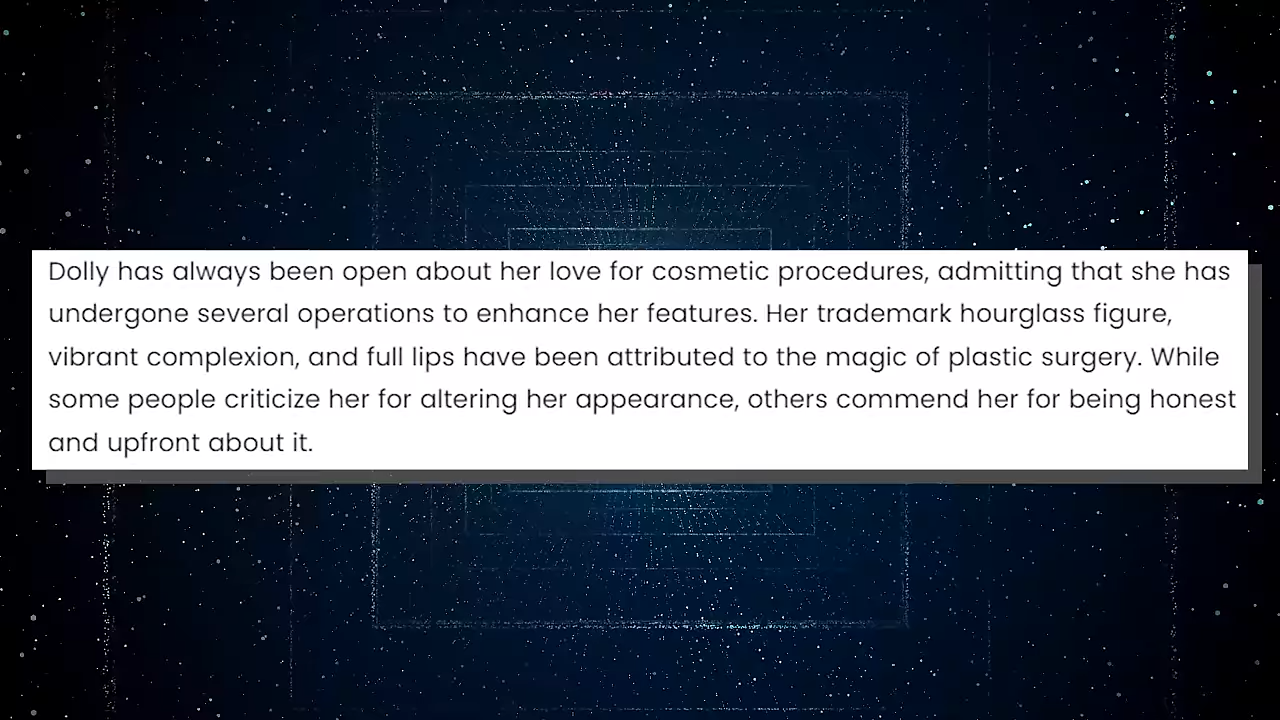 Dolly has always been open about her love for cosmetic procedures, admitting that she has
undergone several operations to enhance her features. Her trademark hourglass figure,
vibrant complexion, and full lips have been attributed to the magic of plastic surgery. While
some people criticize her for altering her appearance, others commend her for being honest
and upfront about it.